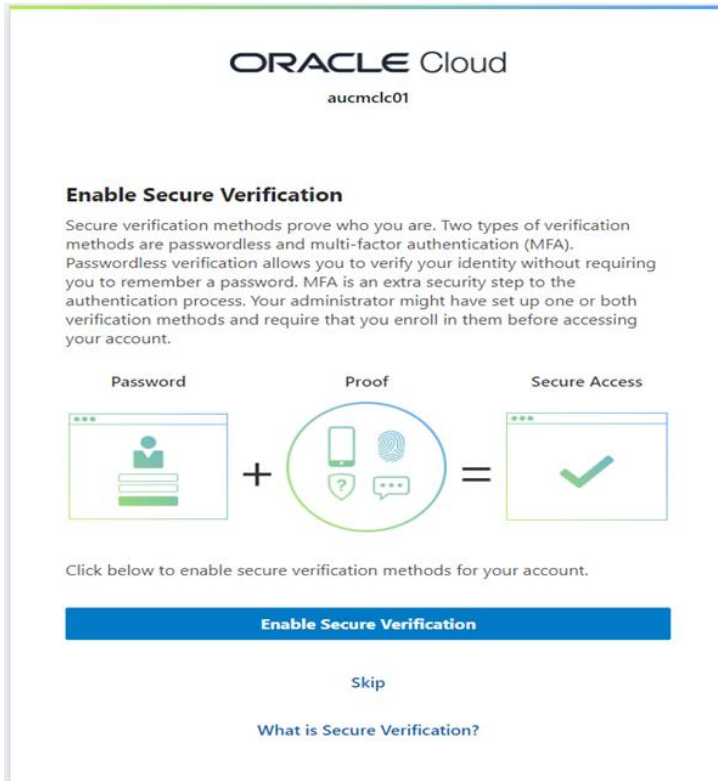 ORACLE Cloud
aucmclc01
Enable Secure Verification
Secure verification methods prove who you are. Two types of verification
methods are passwordless and multi-factor authentication (MFA).
Passwordless verification allows you to verify your identity without requiring
you to remember a password. MFA is an extra security step to the
authentication process. Your administrator might have set up one or both
verification methods and require that you enroll in them before accessing
your account.
Password Proof Secure Access
+ ? =
Click below to enable secure verification methods for your account.
Enable Secure Verification
Skip
What is Secure Verification?